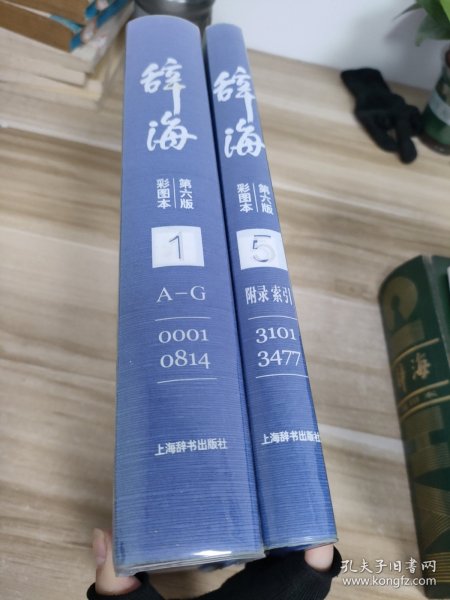 辞海
第六版
彩图本
1
A-G
0001
0814
上海辞书出版社
辞海
第六版
彩图本
5
附录 索引
3101
3477
上海辞书出版社
海
孔夫子旧书网
www.kongfz.com